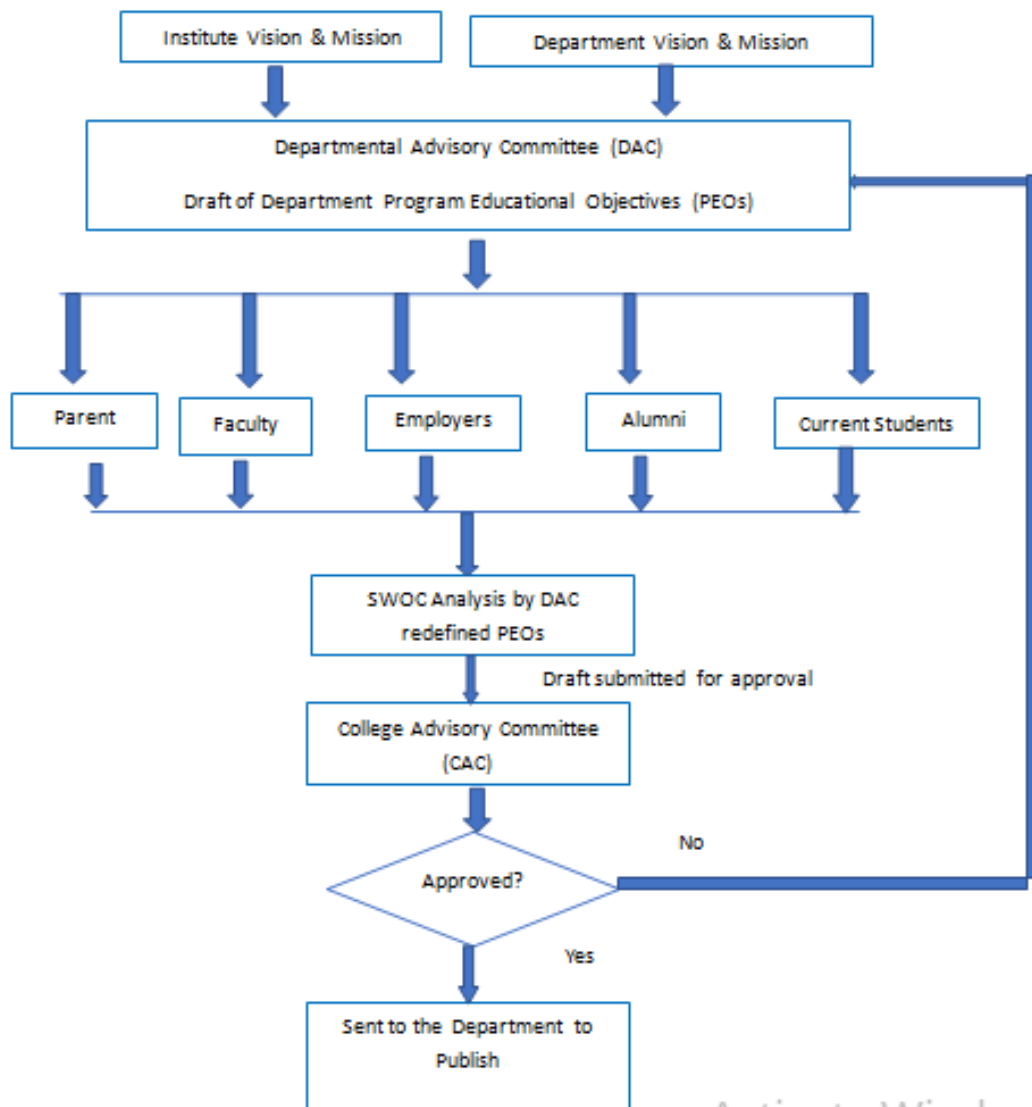 Institute Vision & Mission
Department Vision & Mission
Departmental Advisory Committee (DAC)
Draft of Department Program Educational Objectives (PEOs)
Parent
Faculty
Employers
Alumni
Current Students
SWOC Analysis by DAC
redefined PEOs
Draft submitted for approval
College Advisory Committee
(CAC)
No
Approved?
Yes
Sent to the Department to
Publish